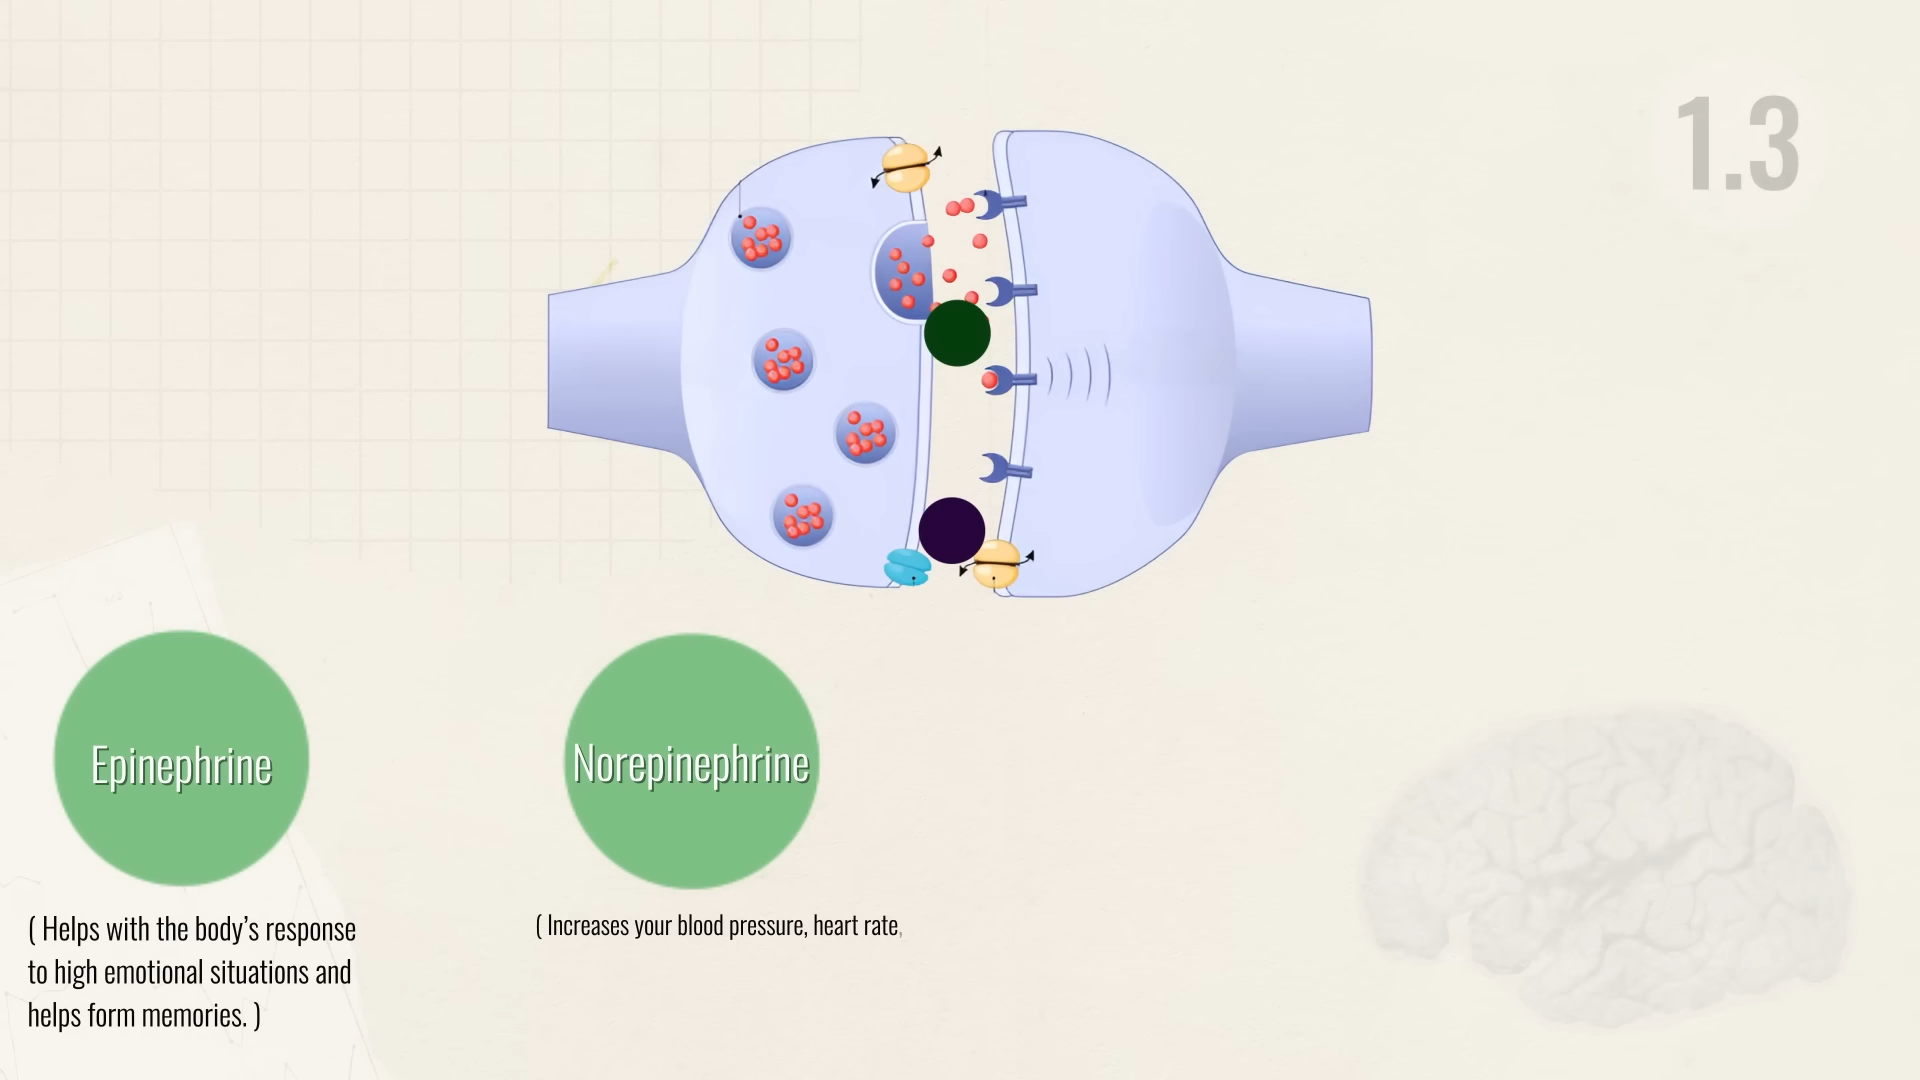 1.3
Epinephrine
Norepinephrine
( Helps with the body’s response
to high emotional situations and
helps form memories. )
( Increases your blood pressure, heart rate,